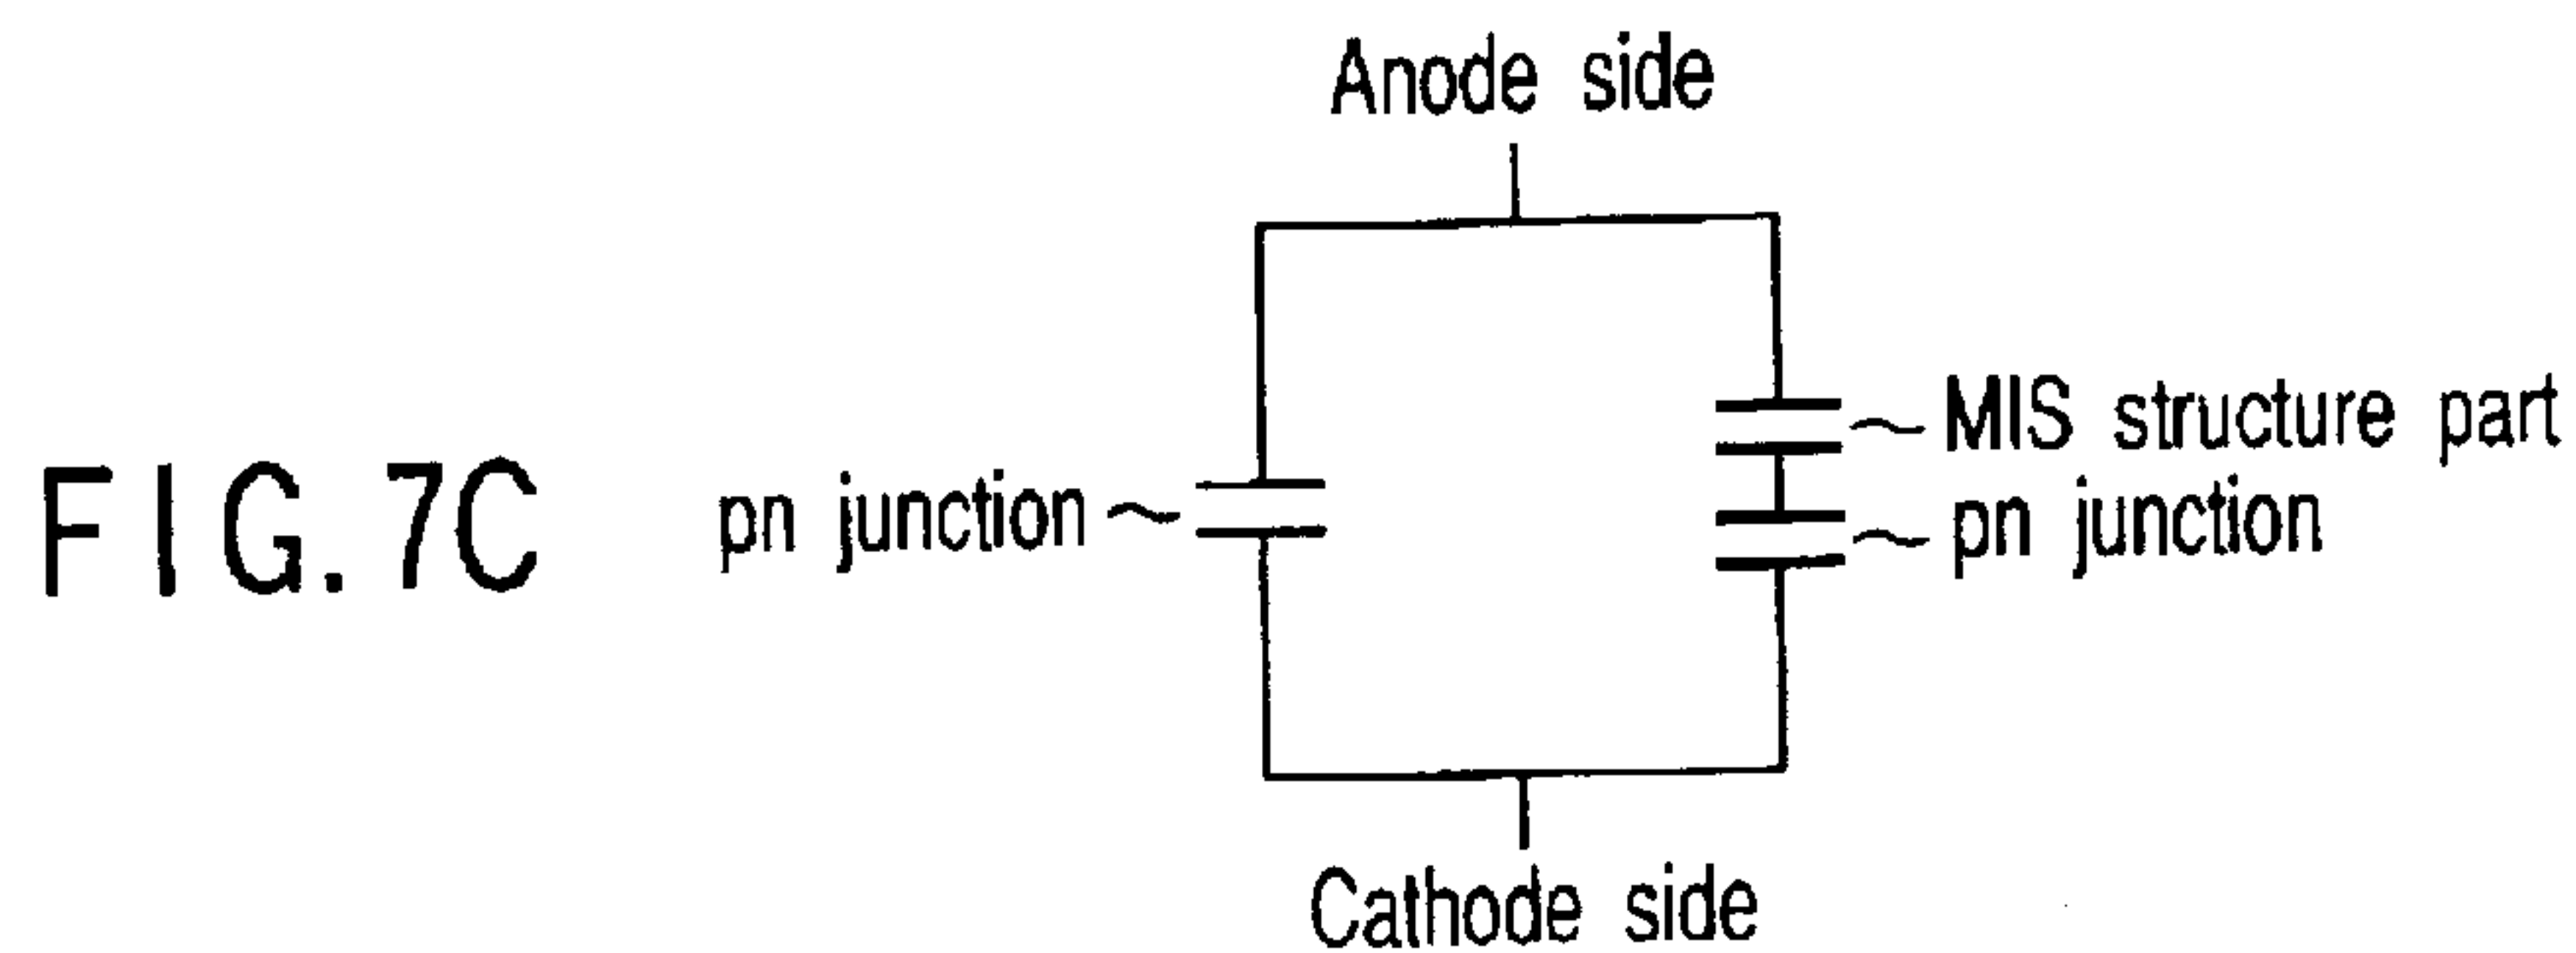 Anode side
MIS structure part
FIG. 7C
pn junction
pn junction
Cathode side